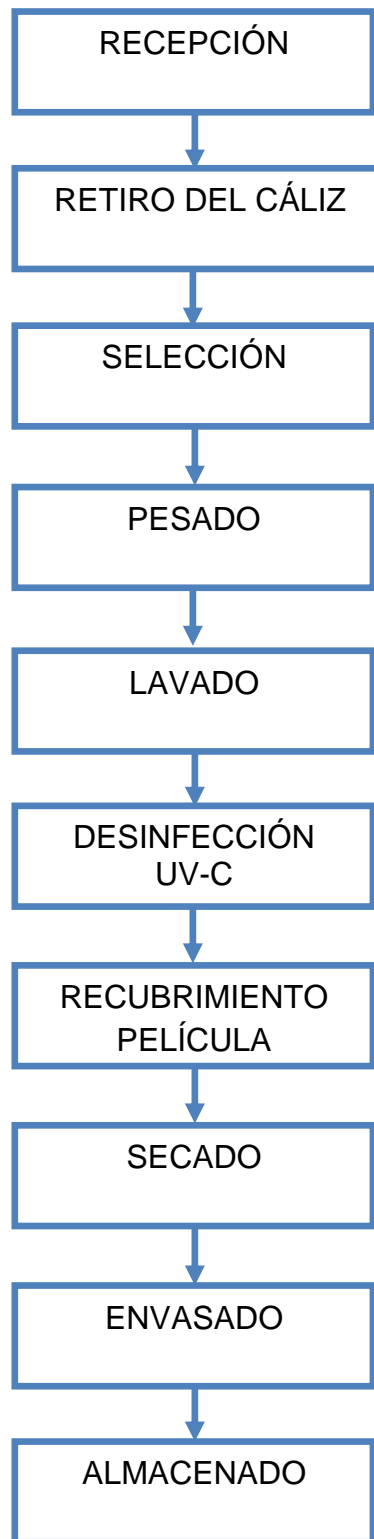 RECEPCIÓN
RETIRO DEL CÁLIZ
SELECCIÓN
PESADO
LAVADO
DESINFECCIÓN
UV-C
RECUBRIMIENTO
PELÍCULA
SECADO
ENVASADO
ALMACENADO